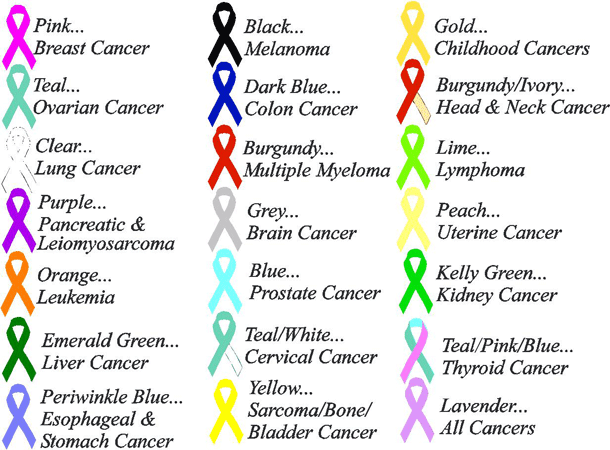 Pink...
Breast Cancer
Teal...
Ovarian Cancer
Clear...
Lung Cancer
Purple...
Pancreatic &
Leiomyosarcoma
Orange...
Leukemia
Emerald Green...
Liver Cancer
Periwinkle Blue...
Esophageal &
Stomach Cancer
Black...
Melanoma
Dark Blue...
Colon Cancer
Burgundy...
Multiple Myeloma
Grey...
Brain Cancer
Blue...
Prostate Cancer
Teal/White...
Cervical Cancer
Yellow...
Sarcoma/Bone/
Bladder Cancer
Gold...
Childhood Cancers
Burgundy/Ivory...
Head & Neck Cancer
Lime...
Lymphoma
Peach...
Uterine Cancer
Kelly Green...
Kidney Cancer
Teal/Pink/Blue...
Thyroid Cancer
Lavender...
All Cancers